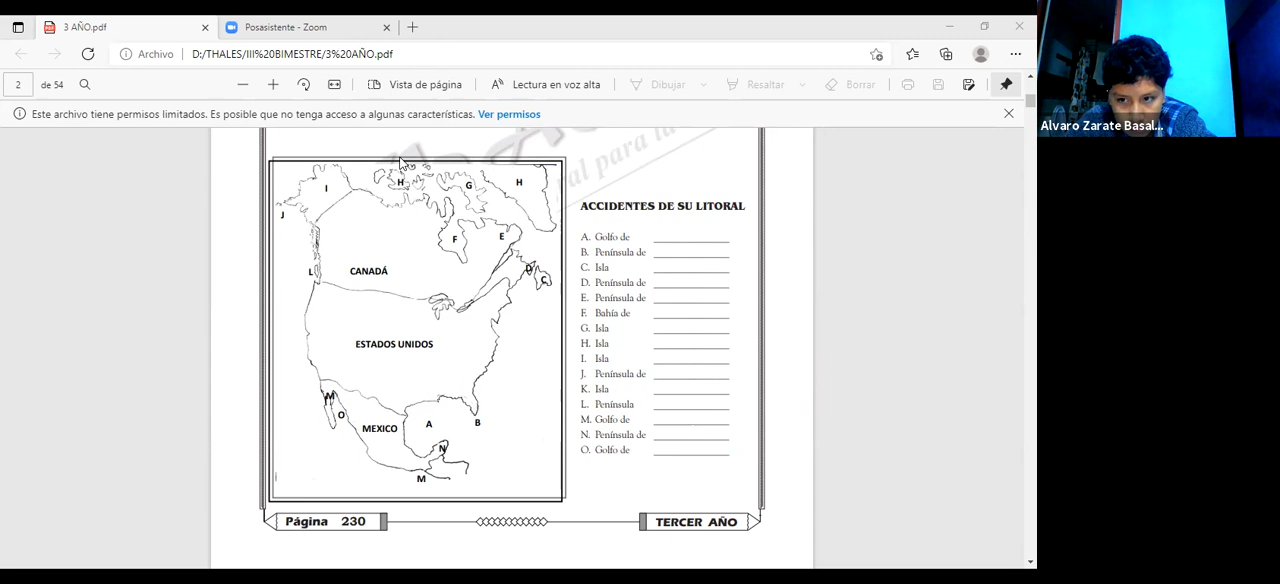 3 AÑO.pdf
Posasistente - Zoom
Archivo D:/THALES/III%20BIMESTRE/3%20AÑO.pdf
2 de 54 Vista de página Lectura en voz alta Dibujar Resaltar Borrar
Este archivo tiene permisos limitados. Es posible que no tenga acceso a algunas características. Ver permisos
Alvaro Zarate Basal...
ral para la
I H G H
J
F E
L CANADÁ D C
ESTADOS UNIDOS
M
O MEXICO A B
N
M
ACCIDENTES DE SU LITORAL
A. Golfo de
B. Península de
C. Isla
D. Península de
E. Península de
F. Bahía de
G. Isla
H. Isla
I. Isla
J. Península de
K. Isla
L. Península
M. Golfo de
N. Península de
O. Golfo de
Página 230 TERCER AÑO